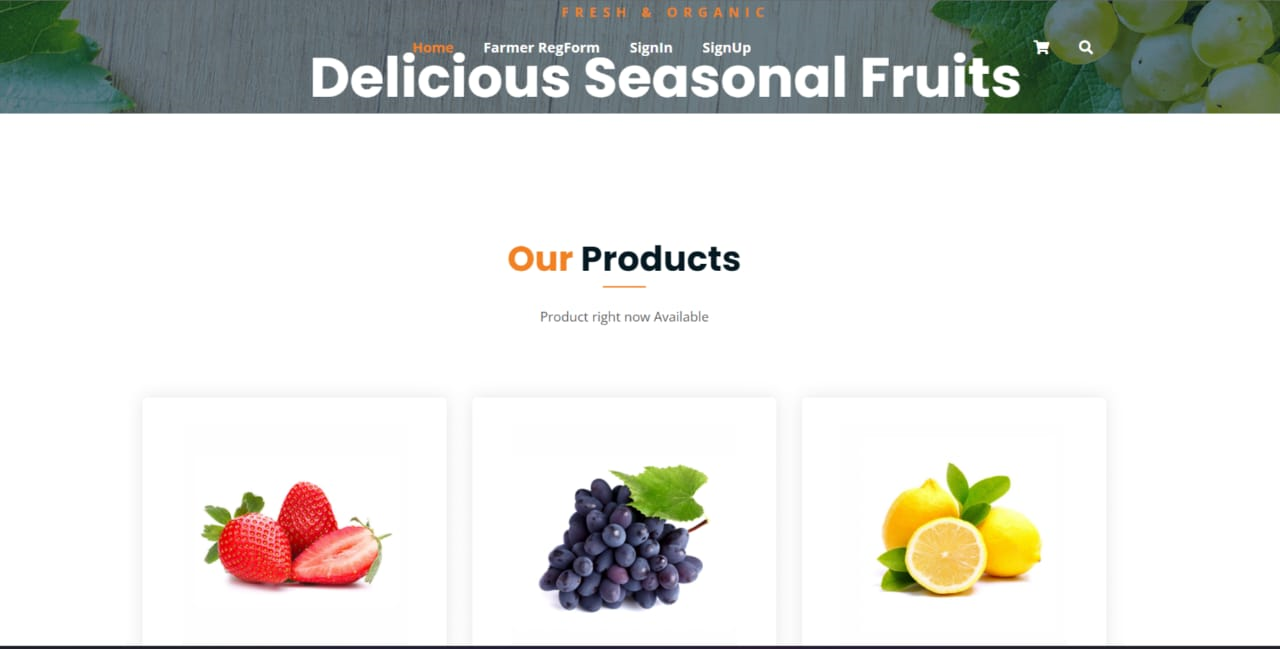 FRESH & ORGANIC
Home Farmer RegForm SignIn SignUp
Delicious Seasonal Fruits
Our Products
Product right now Available